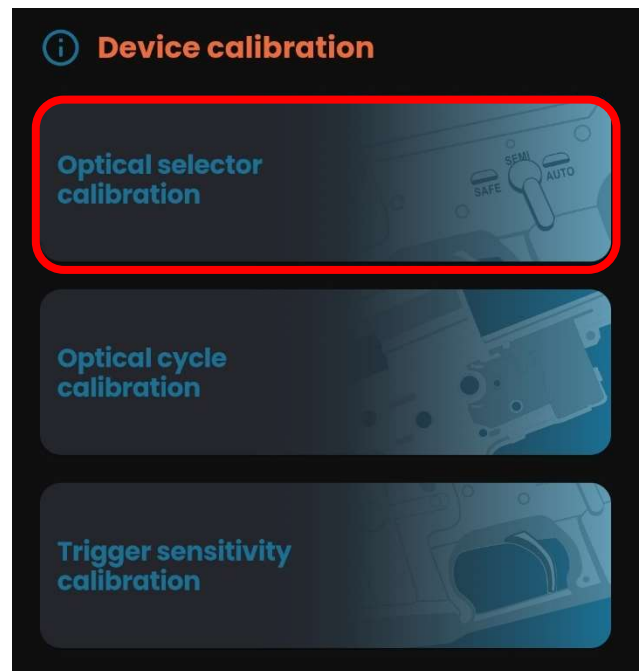 Device calibration
Optical selector
calibration
SAFE
SEMI
AUTO
Optical cycle
calibration
Trigger sensitivity
calibration